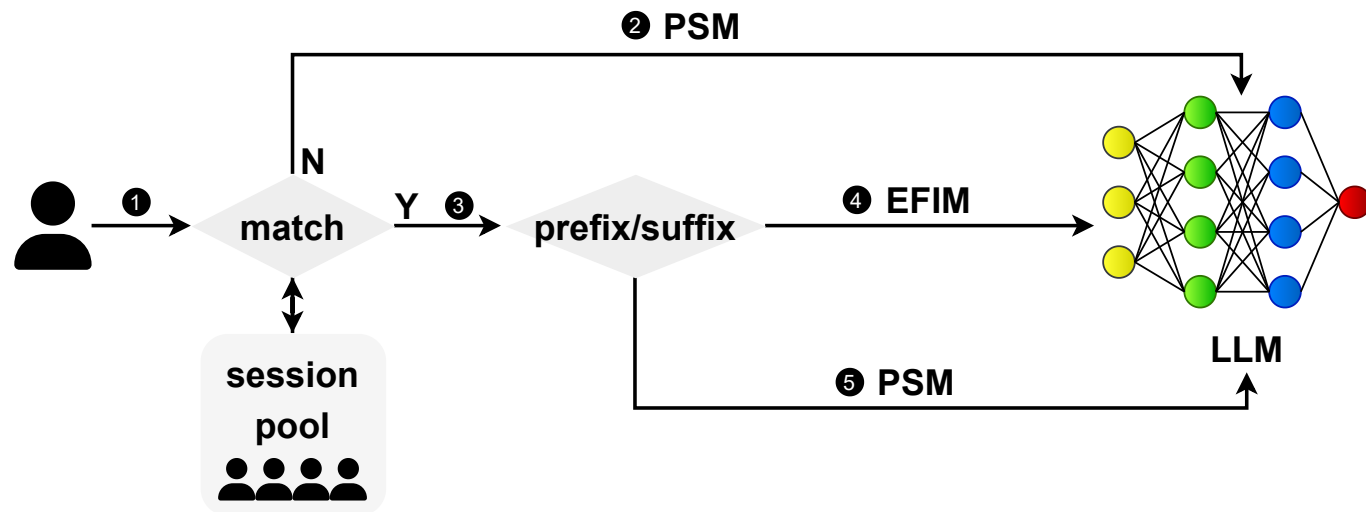 ❷ PSM
N
❶
match
Y ❸
prefix/suffix
❹ EFIM
session
pool
LLM
❺ PSM